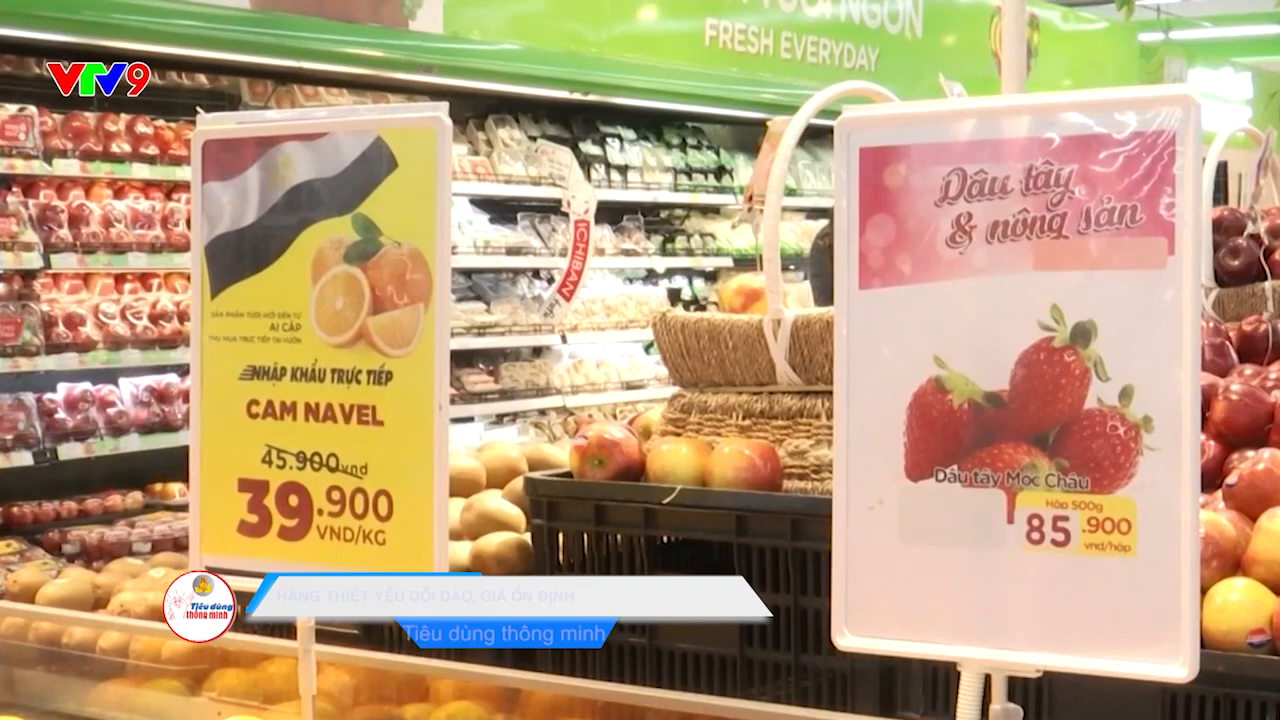 NGON
FRESH EVERYDAY
VTV9
ICHIBAN
SẢN PHẨM TƯƠI MỚI ĐẾN TỪ
AI CẬP
THU MUA TRỰC TIẾP TẠI VƯỜN
NHẬP KHẨU TRỰC TIẾP
CAM NAVEL
45.900 vnd
39.900
VND/KG
Dâu tây
& nông sản
Dâu tây Mộc Châu
Hộp 500g
85.900
vnd/hộp
HÀNG THIẾT YẾU DỒI DÀO, GIÁ ỔN ĐỊNH
Tiêu dùng
thông minh
Tiêu dùng thông minh